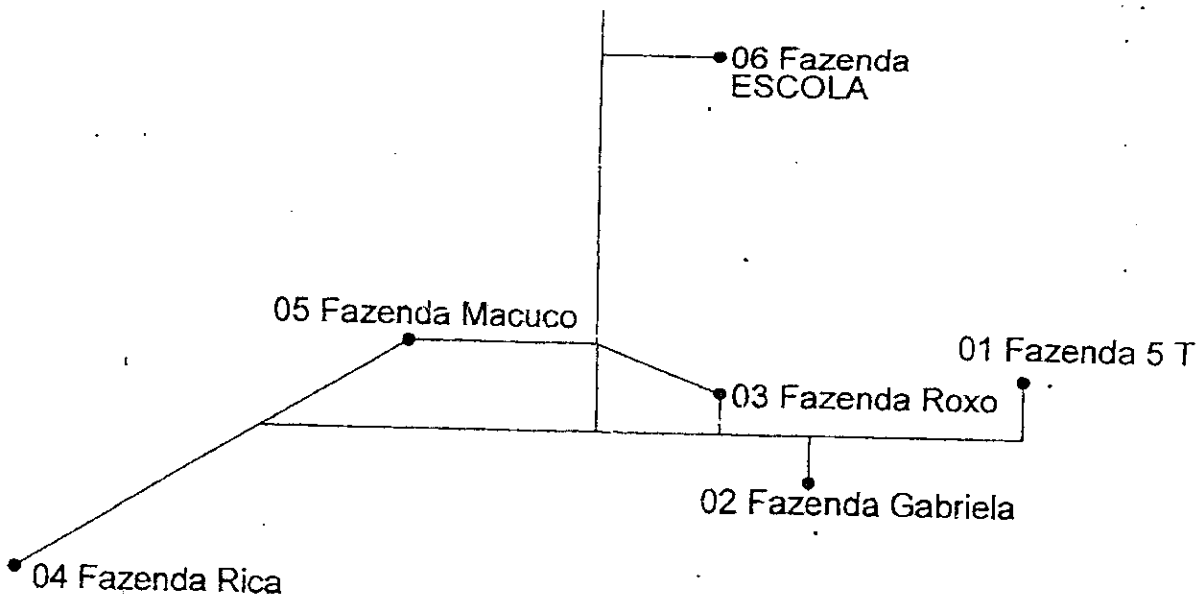 06 Fazenda
ESCOLA
05 Fazenda Macuco
01 Fazenda 5 T
03 Fazenda Roxo
02 Fazenda Gabriela
04 Fazenda Rica